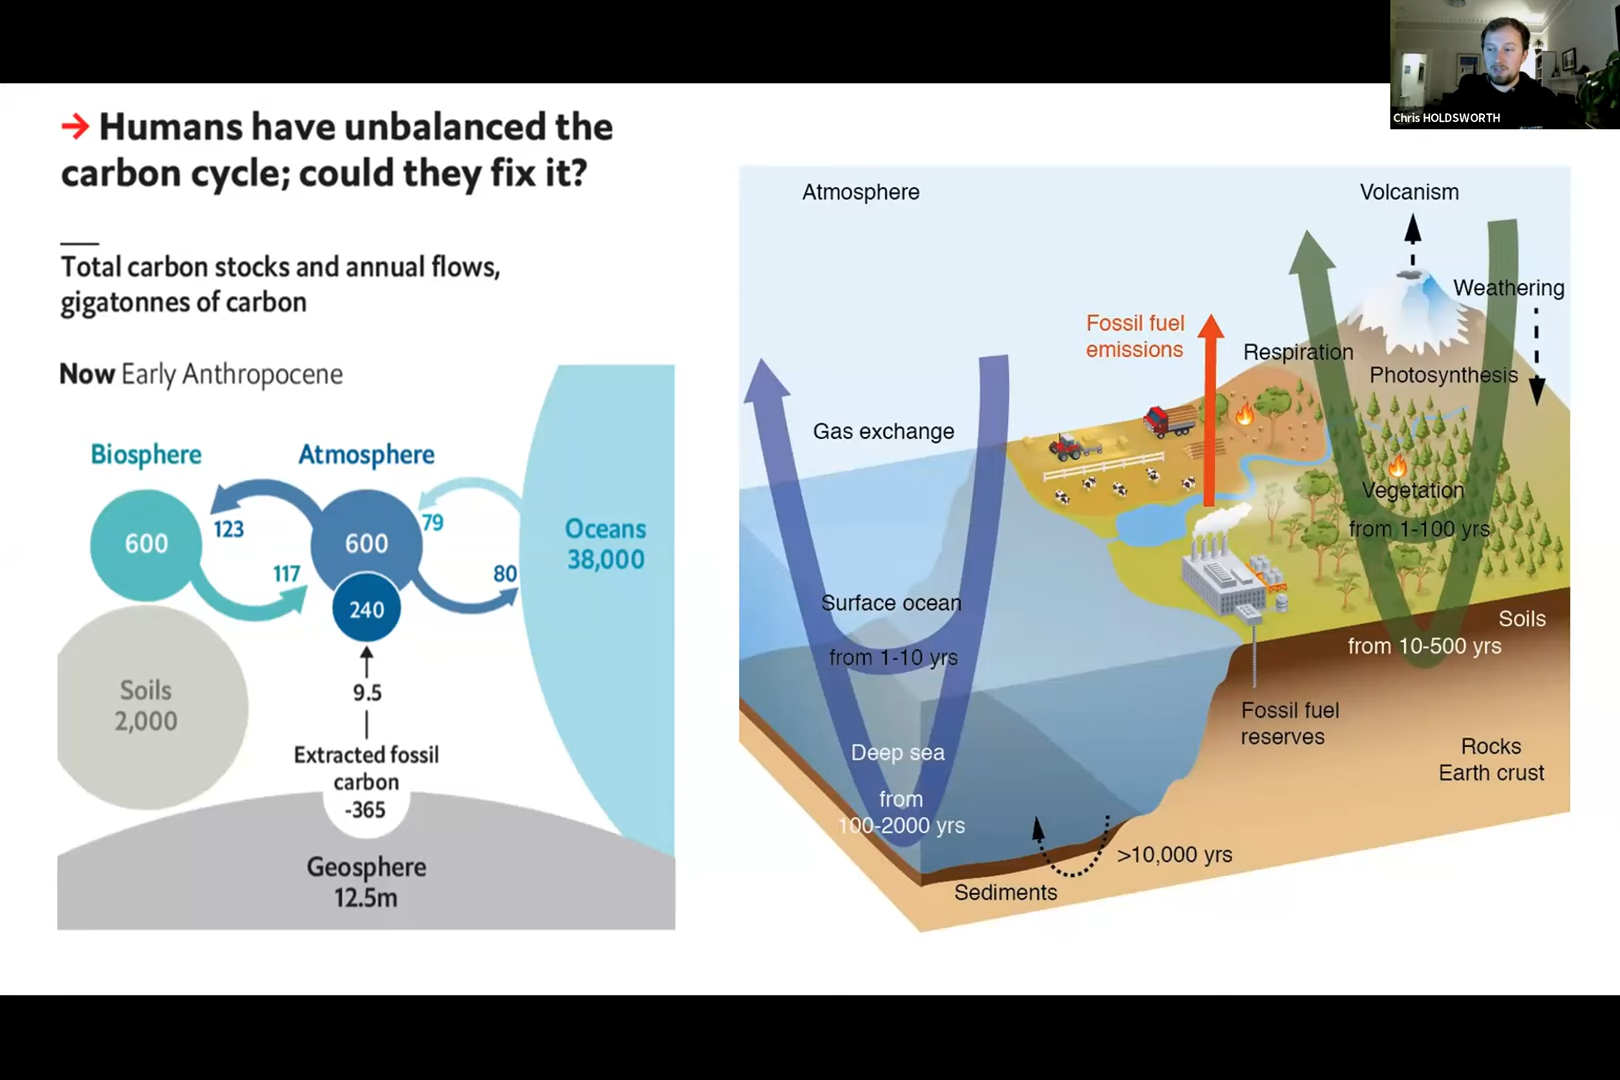 Chris HOLDSWORTH
→ Humans have unbalanced the
carbon cycle; could they fix it?
Total carbon stocks and annual flows,
gigatonnes of carbon
Now Early Anthropocene
Biosphere
Atmosphere
600
123
117
600
240
79
80
Oceans
38,000
Soils
2,000
9.5
Extracted fossil
carbon
-365
Geosphere
12.5m
Atmosphere
Volcanism
Weathering
Fossil fuel
emissions
Respiration
Photosynthesis
Gas exchange
Vegetation
from 1-100 yrs
Surface ocean
from 1-10 yrs
Soils
from 10-500 yrs
Fossil fuel
reserves
Rocks
Earth crust
Deep sea
from
100-2000 yrs
>10,000 yrs
Sediments